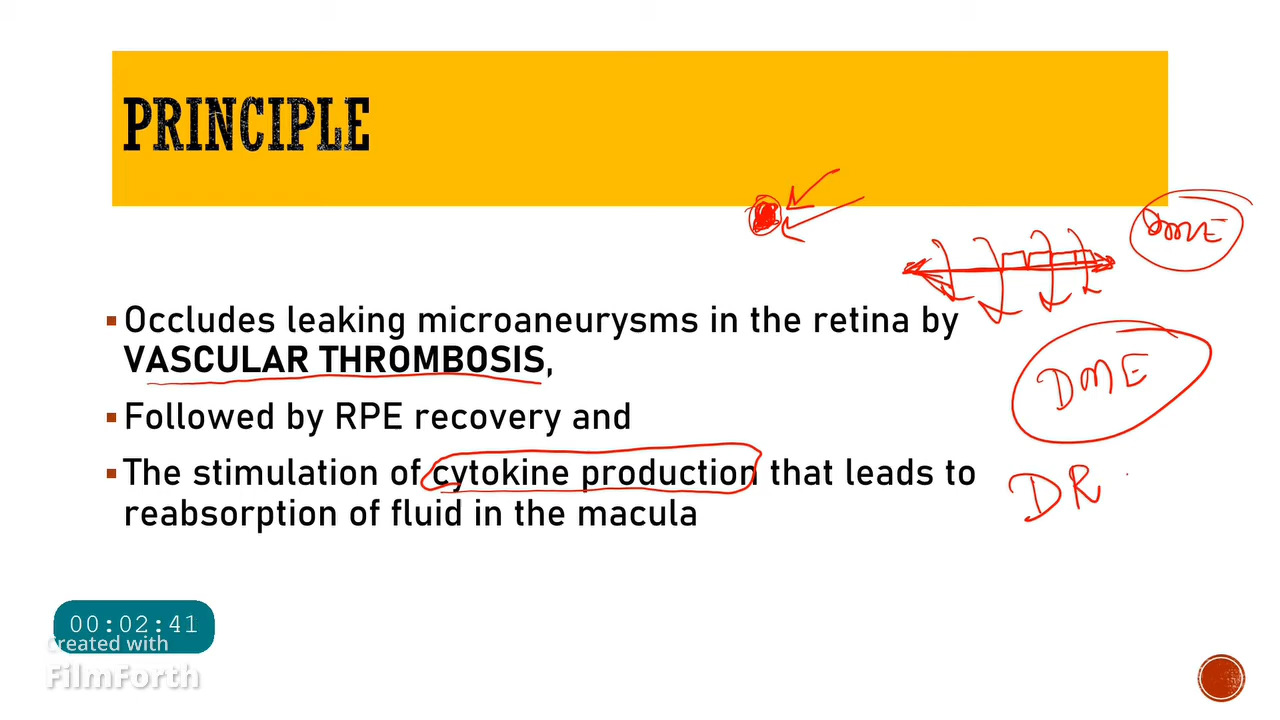 PRINCIPLE
DME
▪ Occludes leaking microaneurysms in the retina by
VASCULAR THROMBOSIS,
DME
▪ Followed by RPE recovery and
▪ The stimulation of cytokine production that leads to
reabsorption of fluid in the macula
DR
00:02:41
Created with
FilmForth